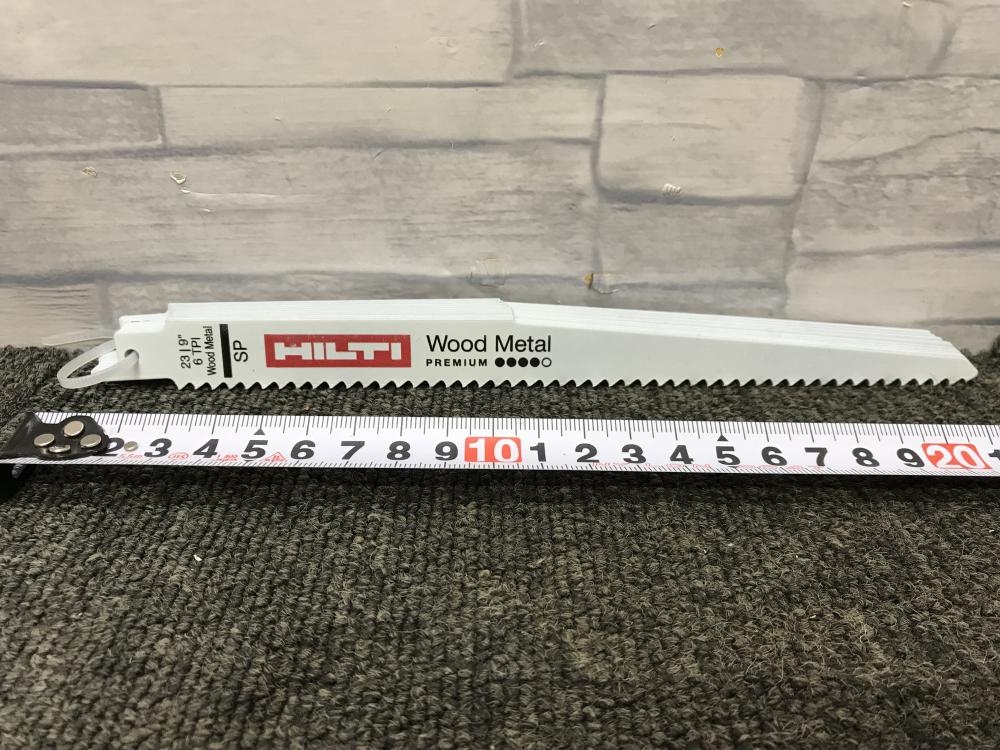 23 | 9"
6 TPI
Wood Metal
SP
HILTI
Wood Metal
PREMIUM
2 3 4 5 6 7 8 9 10 1 2 3 4 5 6 7 8 9 20 1